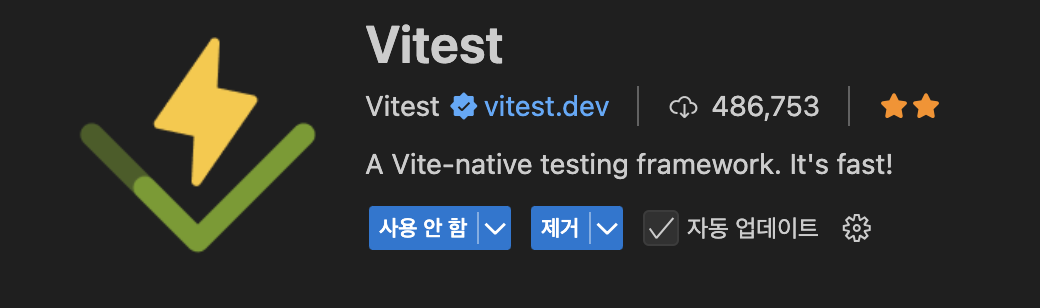 Vitest
Vitest vitest.dev 486,753
A Vite-native testing framework. It's fast!
사용 안 함 제거 자동 업데이트